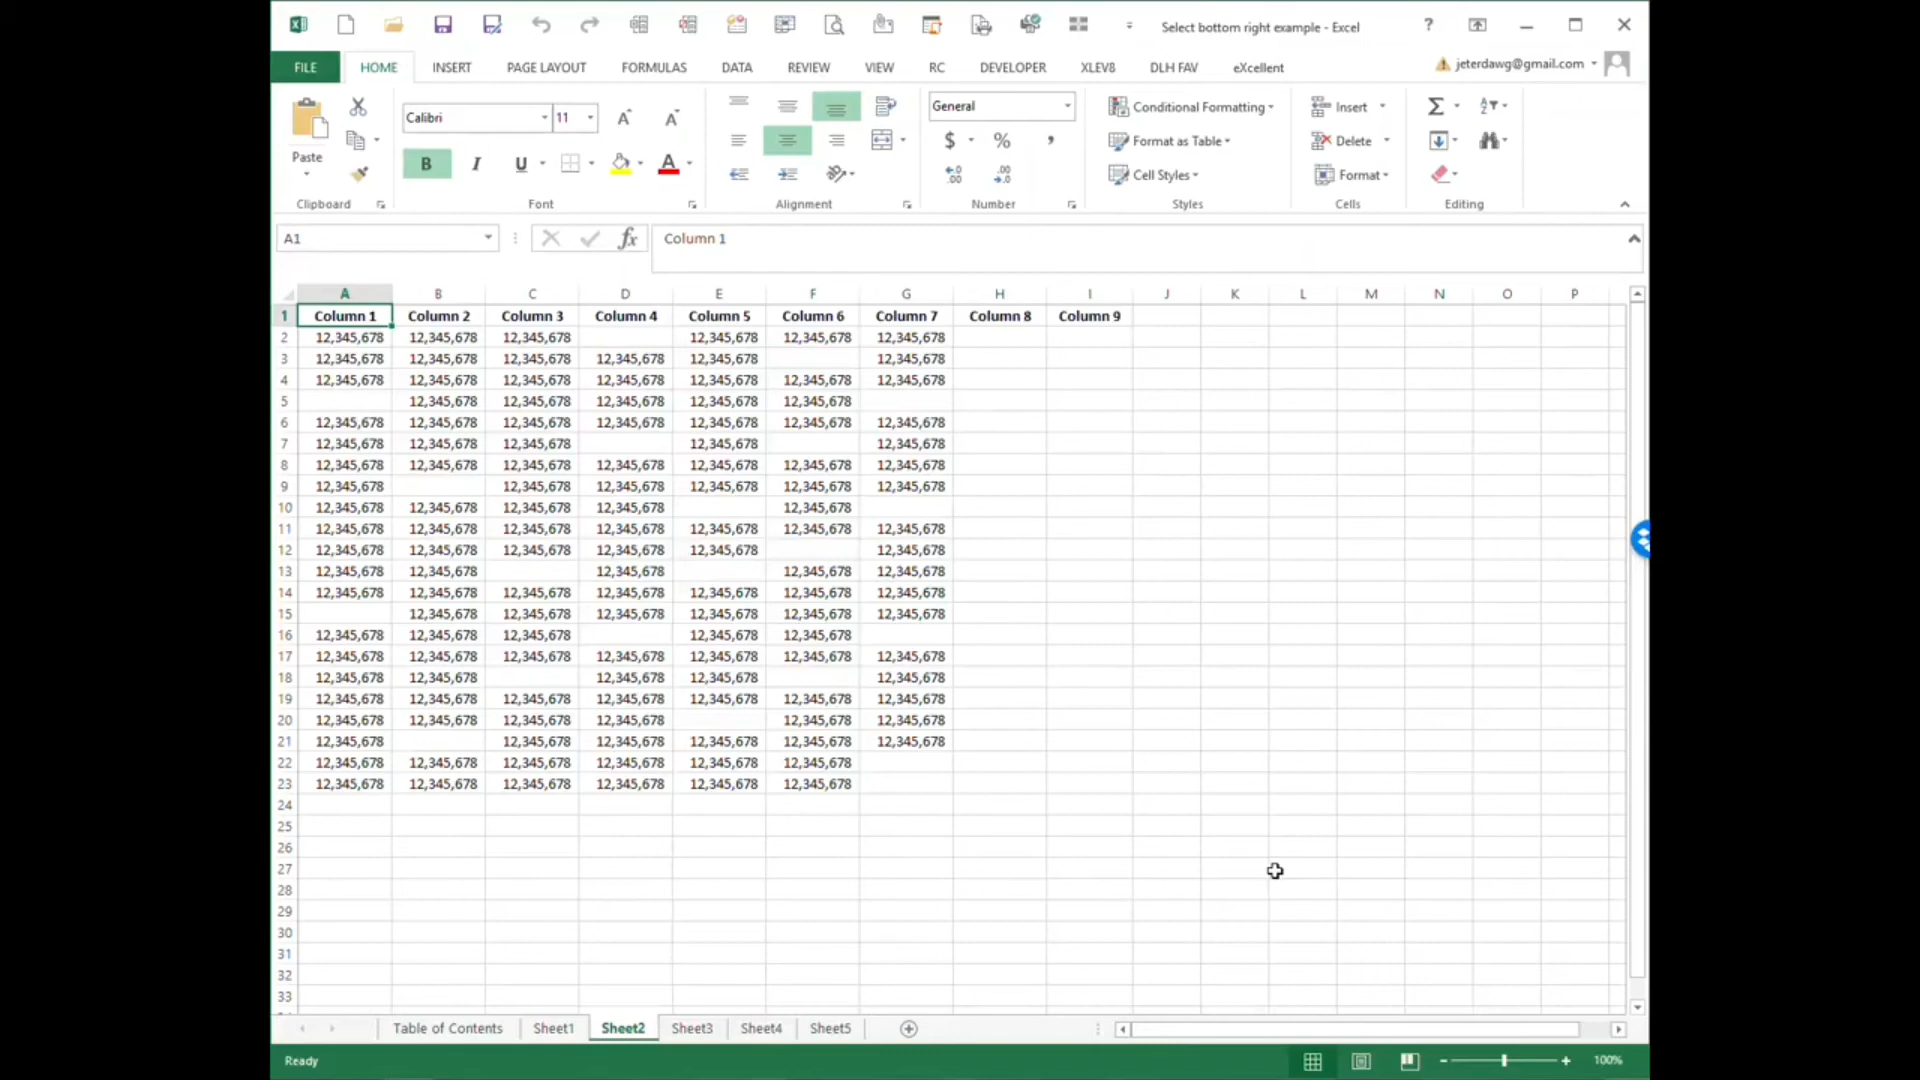 Select bottom right example - Excel
?
FILE HOME INSERT PAGE LAYOUT FORMULAS DATA REVIEW VIEW RC DEVELOPER XLEV8 DLH FAV eXcellent jeterdawg@gmail.com
Paste
Calibri 11
B I U A
General
$ % ,
Conditional Formatting
Format as Table
Cell Styles
Insert
Delete
Format
Clipboard Font Alignment Number Styles Cells Editing
A1 fx Column 1
A B C D E F G H I J K L M N O P
1 Column 1 Column 2 Column 3 Column 4 Column 5 Column 6 Column 7 Column 8 Column 9
2 12,345,678 12,345,678 12,345,678 12,345,678 12,345,678 12,345,678
3 12,345,678 12,345,678 12,345,678 12,345,678 12,345,678 12,345,678
4 12,345,678 12,345,678 12,345,678 12,345,678 12,345,678 12,345,678 12,345,678
5 12,345,678 12,345,678 12,345,678 12,345,678 12,345,678
6 12,345,678 12,345,678 12,345,678 12,345,678 12,345,678 12,345,678 12,345,678
7 12,345,678 12,345,678 12,345,678 12,345,678 12,345,678
8 12,345,678 12,345,678 12,345,678 12,345,678 12,345,678 12,345,678 12,345,678
9 12,345,678 12,345,678 12,345,678 12,345,678 12,345,678 12,345,678
10 12,345,678 12,345,678 12,345,678 12,345,678 12,345,678
11 12,345,678 12,345,678 12,345,678 12,345,678 12,345,678 12,345,678 12,345,678
12 12,345,678 12,345,678 12,345,678 12,345,678 12,345,678 12,345,678
13 12,345,678 12,345,678 12,345,678 12,345,678 12,345,678
14 12,345,678 12,345,678 12,345,678 12,345,678 12,345,678 12,345,678 12,345,678
15 12,345,678 12,345,678 12,345,678 12,345,678 12,345,678 12,345,678
16 12,345,678 12,345,678 12,345,678 12,345,678 12,345,678
17 12,345,678 12,345,678 12,345,678 12,345,678 12,345,678 12,345,678 12,345,678
18 12,345,678 12,345,678 12,345,678 12,345,678 12,345,678
19 12,345,678 12,345,678 12,345,678 12,345,678 12,345,678 12,345,678 12,345,678
20 12,345,678 12,345,678 12,345,678 12,345,678 12,345,678 12,345,678
21 12,345,678 12,345,678 12,345,678 12,345,678 12,345,678 12,345,678
22 12,345,678 12,345,678 12,345,678 12,345,678 12,345,678 12,345,678
23 12,345,678 12,345,678 12,345,678 12,345,678 12,345,678 12,345,678
24
25
26
27
28
29
30
31
32
33
Table of Contents Sheet1 Sheet2 Sheet3 Sheet4 Sheet5
Ready 100%